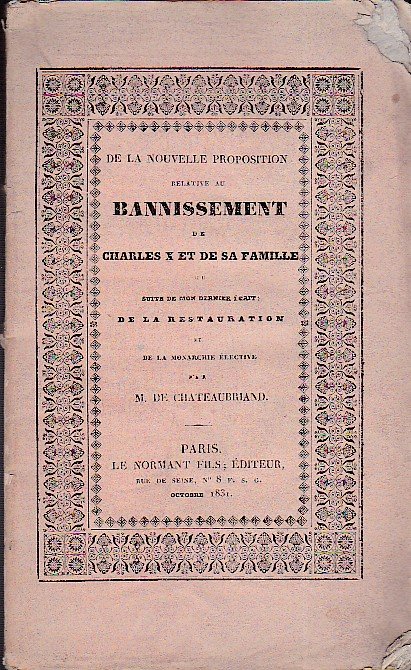 DE LA NOUVELLE PROPOSITION
RELATIVE AU
BANNISSEMENT
DE
CHARLES X ET DE SA FAMILLE
OU
SUITE DE MON DERNIER ÉCRIT:
DE LA RESTAURATION
ET
DE LA MONARCHIE ÉLECTIVE
PAR
M. DE CHATEAUBRIAND.
PARIS.
LE NORMANT FILS, ÉDITEUR,
RUE DE SEINE, N° 8 F. S. G.
OCTOBRE 1831.